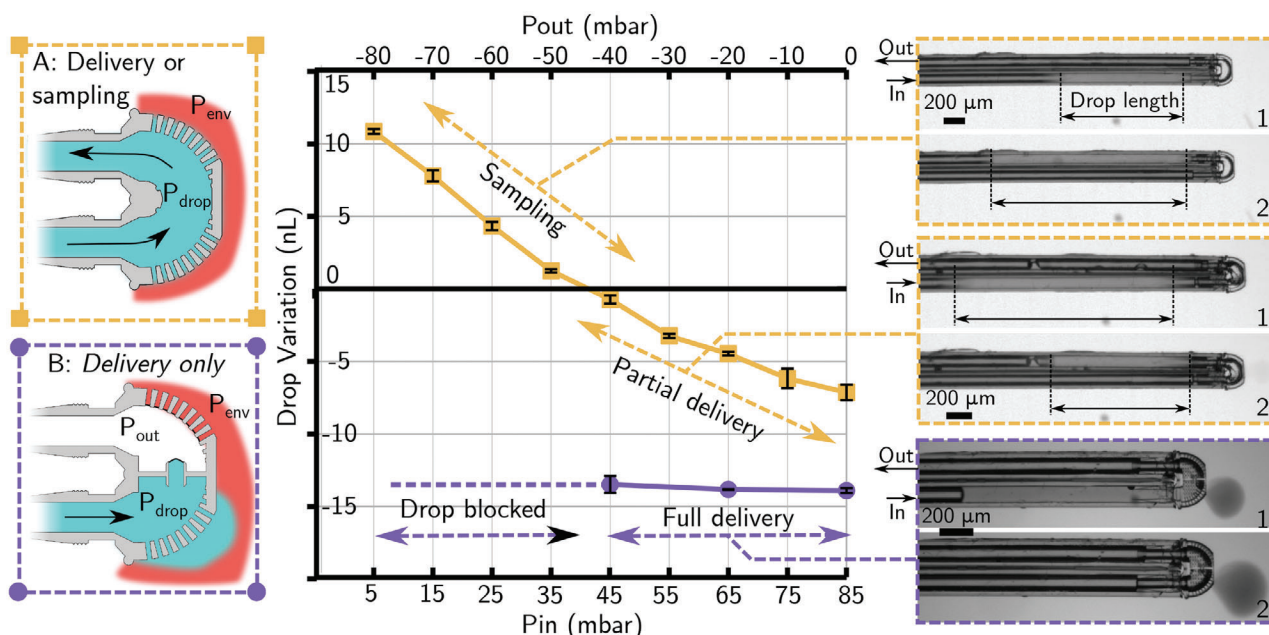 A: Delivery or
sampling
P_env
P_drop
B: Delivery only
P_env
P_out
P_drop
Pout (mbar)
-80 -70 -60 -50 -40 -30 -20 -10 0
Drop Variation (nL)
15
10
5
0
-5
-10
-15
Sampling
Partial delivery
Drop blocked
Full delivery
5 15 25 35 45 55 65 75 85
Pin (mbar)
Out
In
200 µm
Drop length
1
2
Out
In
1
200 µm
2
Out
In
200 µm
1
2